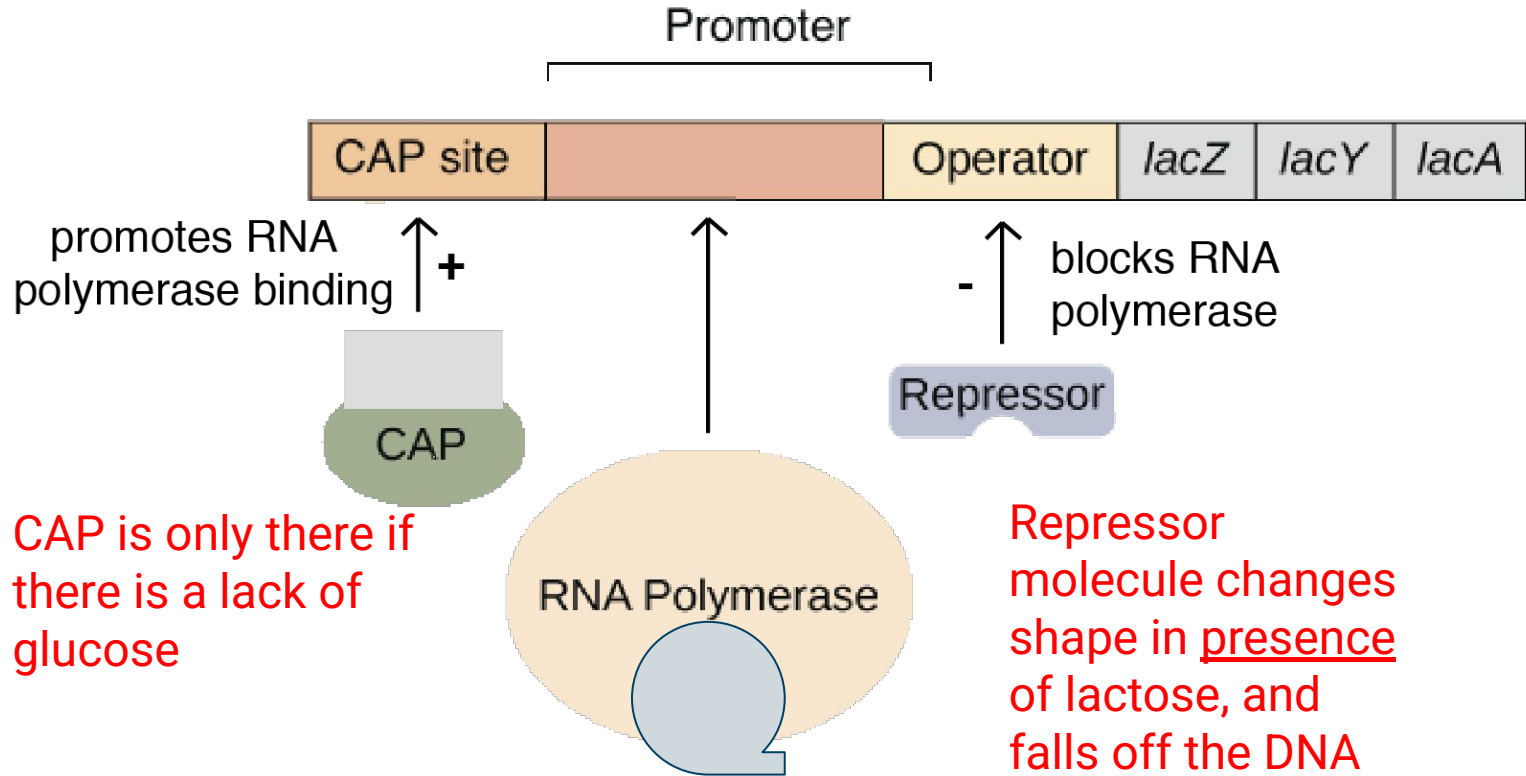 Promoter
CAP site
Operator
lacZ
lacY
lacA
promotes RNA
polymerase binding
+
-
blocks RNA
polymerase
CAP
Repressor
RNA Polymerase
CAP is only there if
there is a lack of
glucose
Repressor
molecule changes
shape in presence
of lactose, and
falls off the DNA